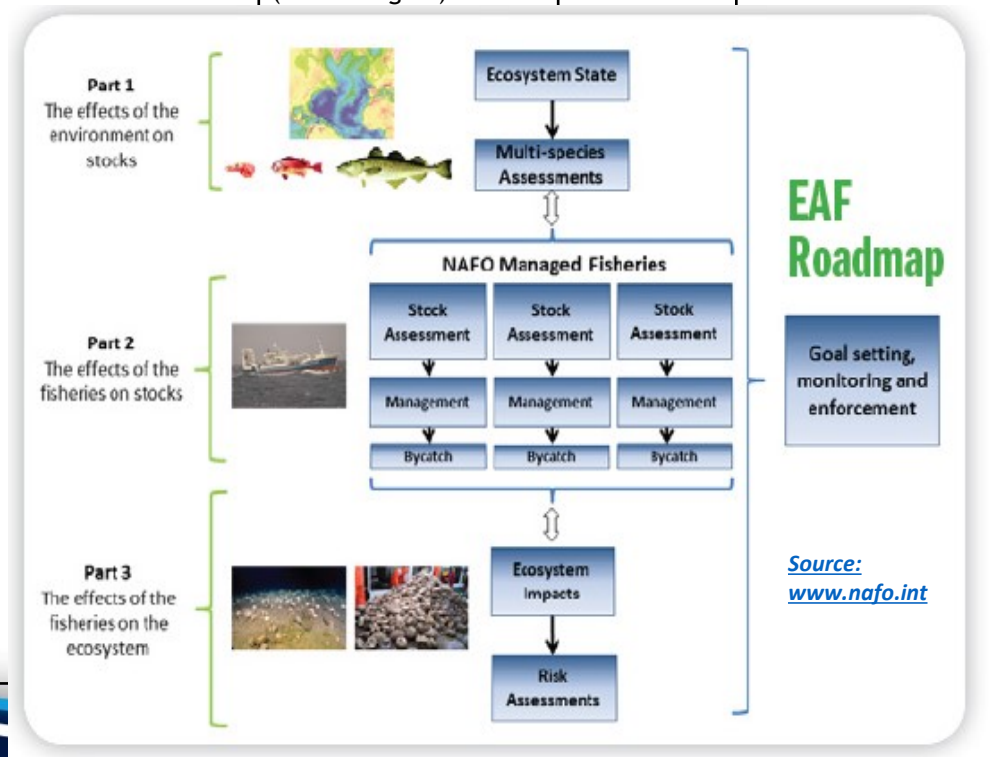 Part 1
The effects of the
environment on
stocks
Ecosystem State
Multi-species
Assessments
NAFO Managed Fisheries
Stock
Assessment
Stock
Assessment
Stock
Assessment
Management
Management
Management
Bycatch
Bycatch
Bycatch
Part 2
The effects of the
fisheries on stocks
Part 3
The effects of the
fisheries on the
ecosystem
Ecosystem
Impacts
Risk
Assessments
EAF
Roadmap
Goal setting,
monitoring and
enforcement
Source:
www.nafo.int